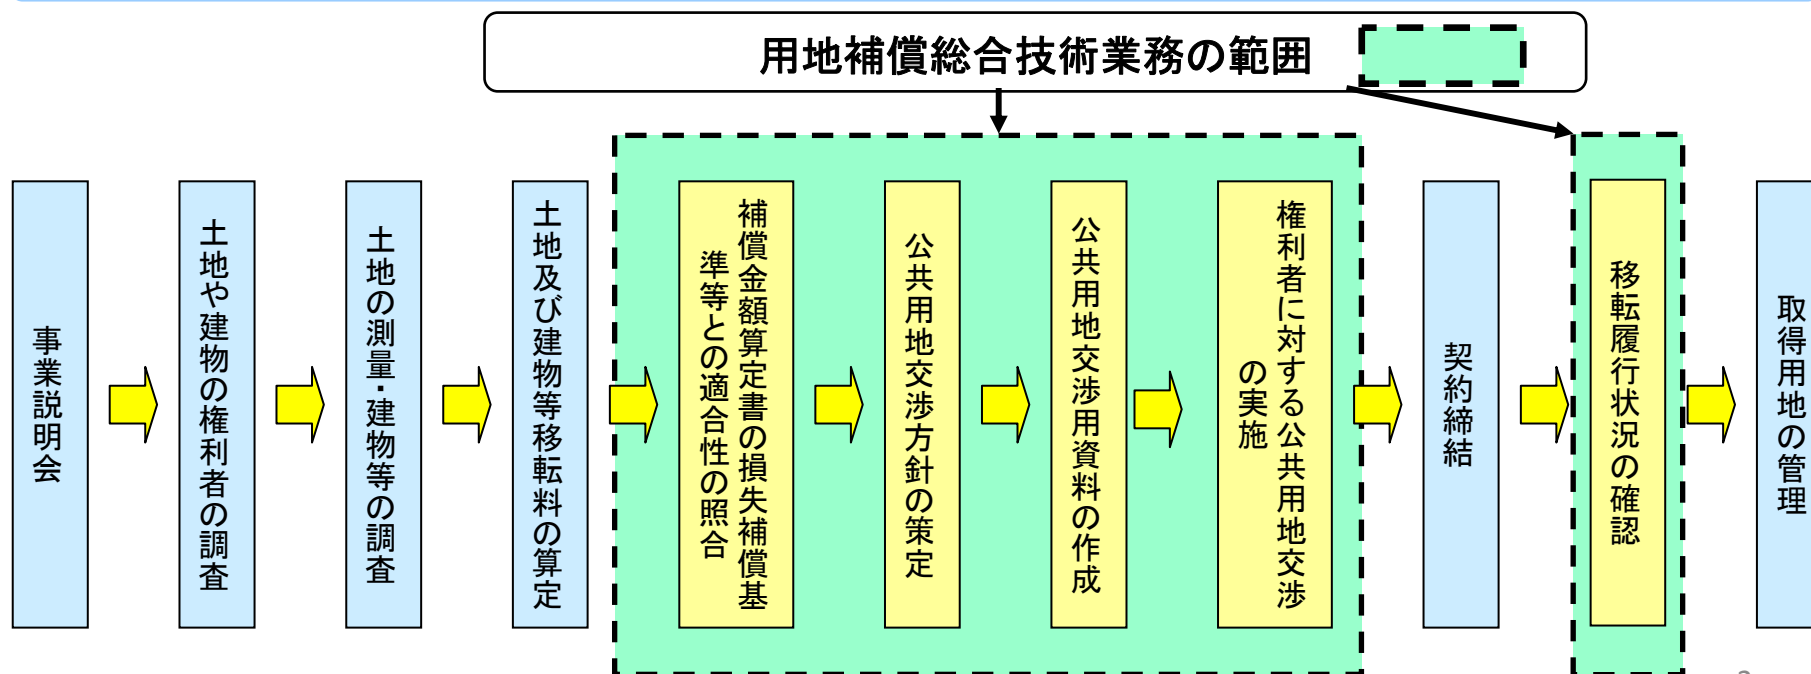 用地補償総合技術業務の範囲
事業説明会
土地や建物の権利者の調査
土地の測量・建物等の調査
土地及び建物等移転料の算定
補償金額算定書の損失補償基
準等との適合性の照合
公共用地交渉方針の策定
公共用地交渉用資料の作成
権利者に対する公共用地交渉
の実施
契約締結
移転履行状況の確認
取得用地の管理